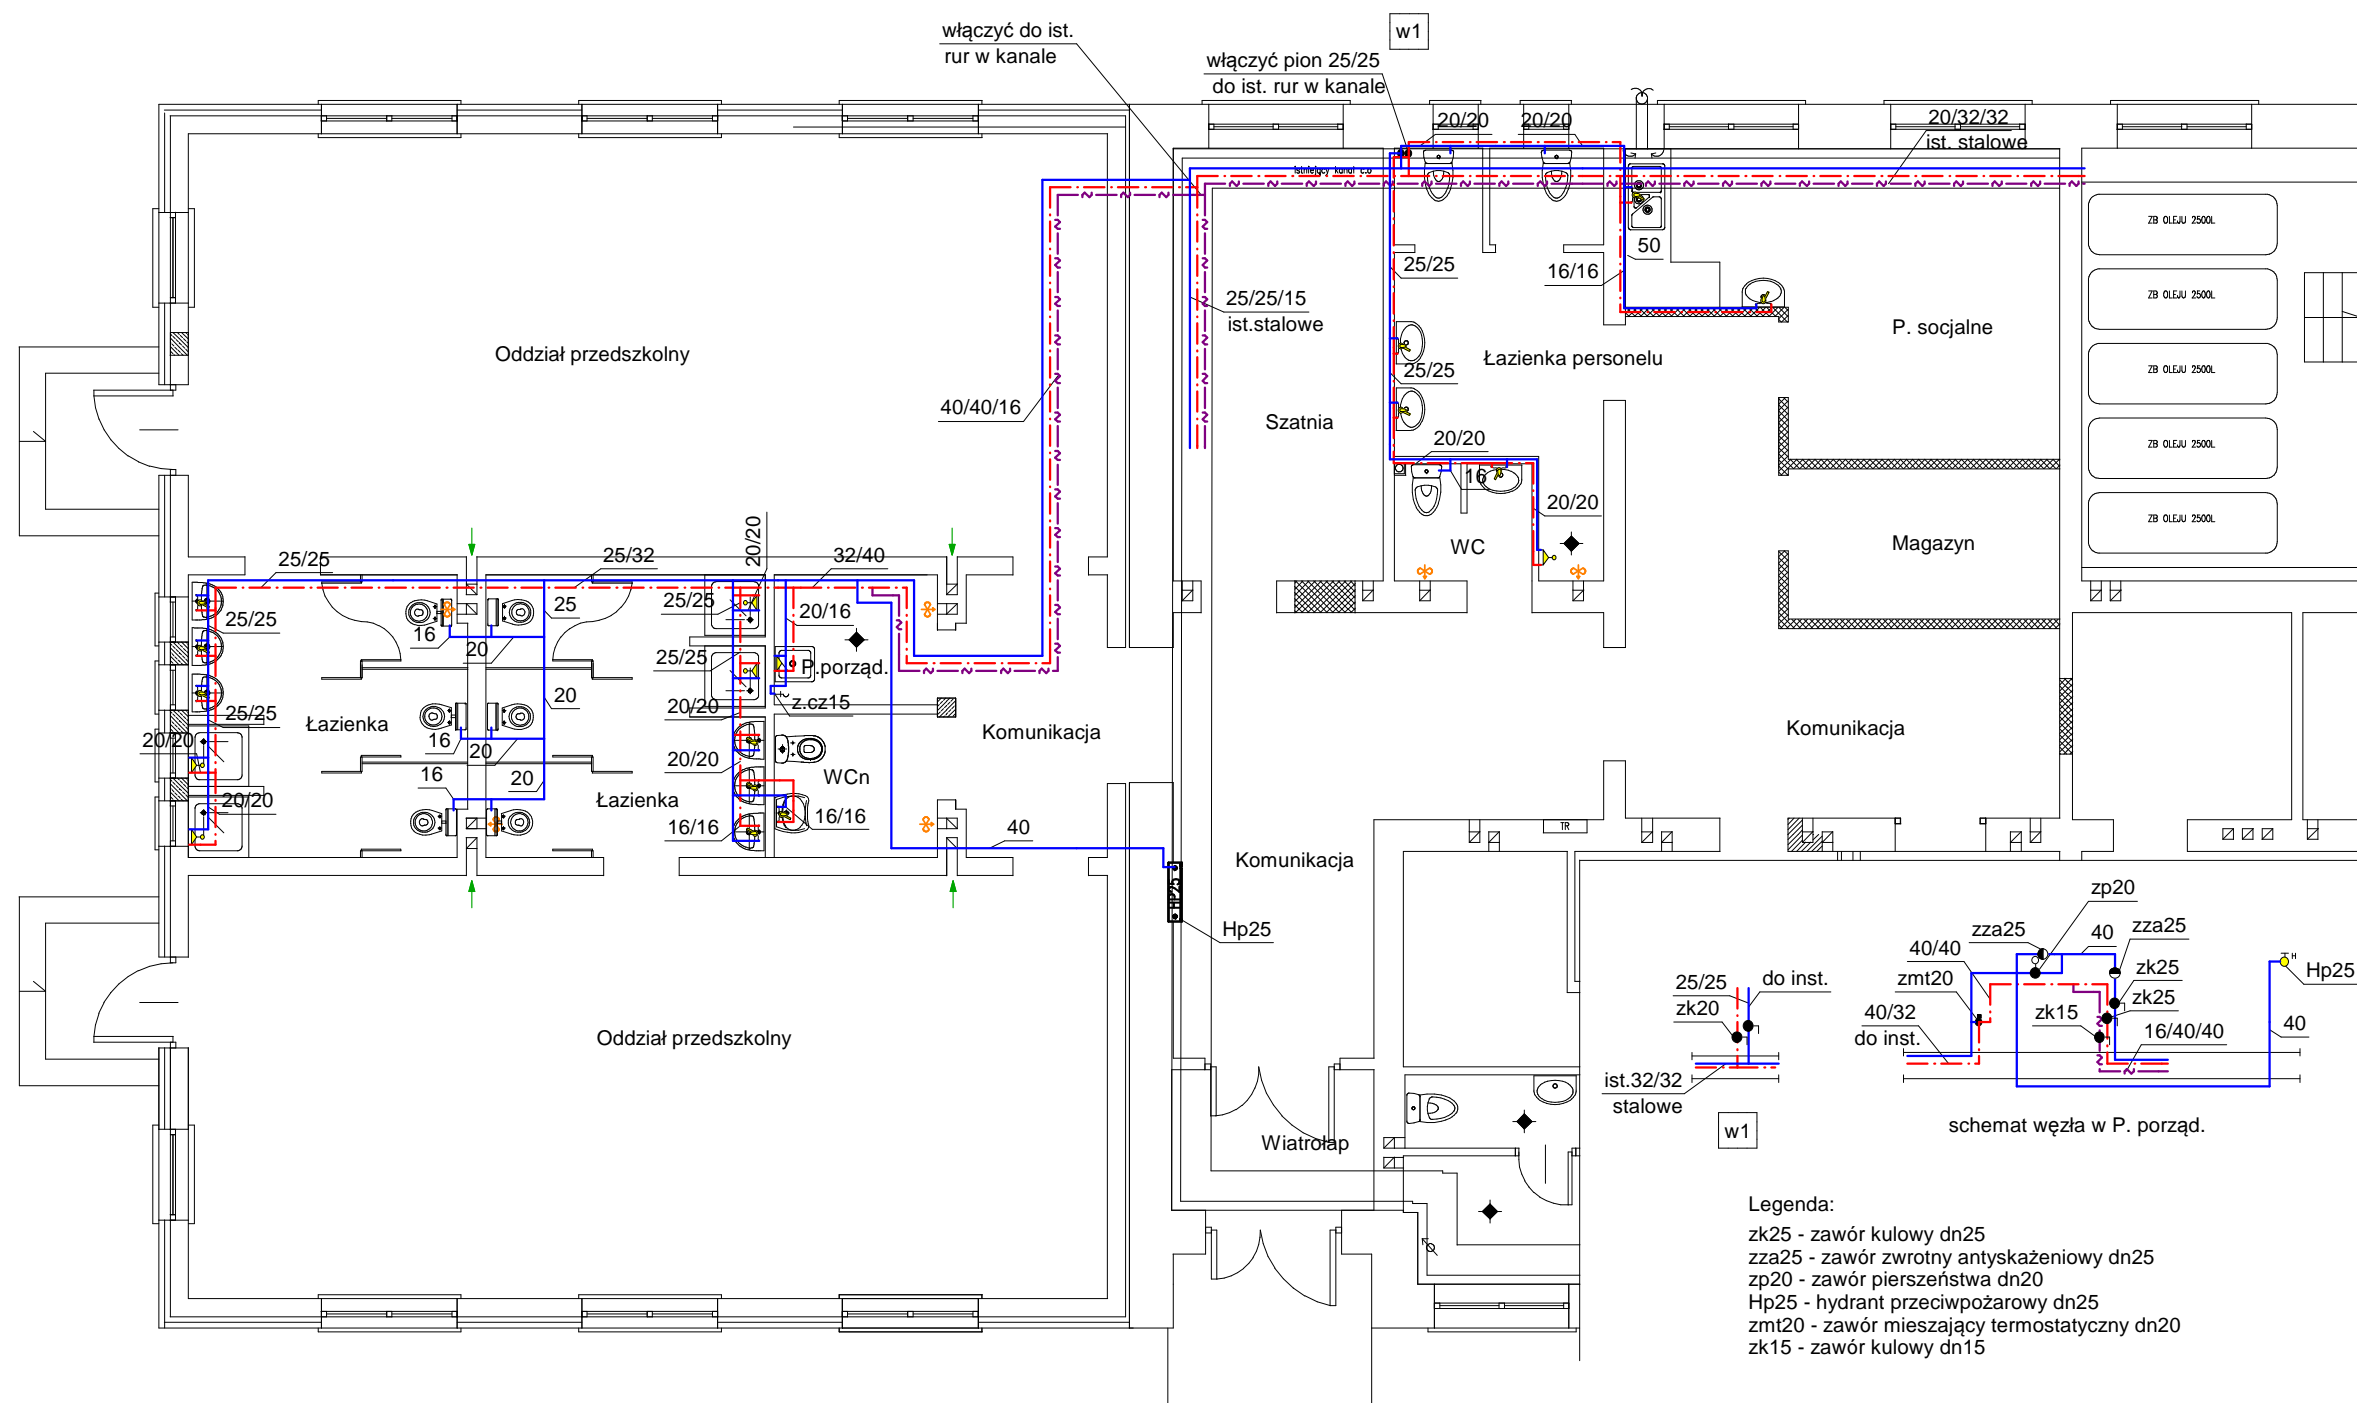 włączyć do ist.
rur w kanale
w1
włączyć pion 25/25
do ist. rur w kanale
20/20
20/20
20/32/32
ist. stalowe
istniejący kanał c.o
ZB OLEJU 2500L
ZB OLEJU 2500L
ZB OLEJU 2500L
ZB OLEJU 2500L
ZB OLEJU 2500L
50
25/25
16/16
25/25/15
ist.stalowe
P. socjalne
Oddział przedszkolny
Łazienka personelu
25/25
40/40/16
Szatnia
20/20
16
20/20
WC
Magazyn
25/25
25/32
20/20
32/40
25/25
25
20/16
25/25
16
20
25/25
P.porząd.
20
z.cz15
20/20
25/25
Łazienka
Komunikacja
Komunikacja
20/20
16
20
20/20
WCn
16
20
20/20
Łazienka
16/16
16/16
40
TR
Komunikacja
HP25
Hp25
zp20
zza25
40
zza25
40/40
zk25
Hp25
H
25/25
do inst.
zmt20
zk25
zk20
40/32
zk15
16/40/40
40
do inst.
ist.32/32
stalowe
w1
schemat węzła w P. porząd.
Oddział przedszkolny
Wiatrołap
Legenda:
zk25 - zawór kulowy dn25
zza25 - zawór zwrotny antyskażeniowy dn25
zp20 - zawór pierszeństwa dn20
Hp25 - hydrant przeciwpożarowy dn25
zmt20 - zawór mieszający termostatyczny dn20
zk15 - zawór kulowy dn15